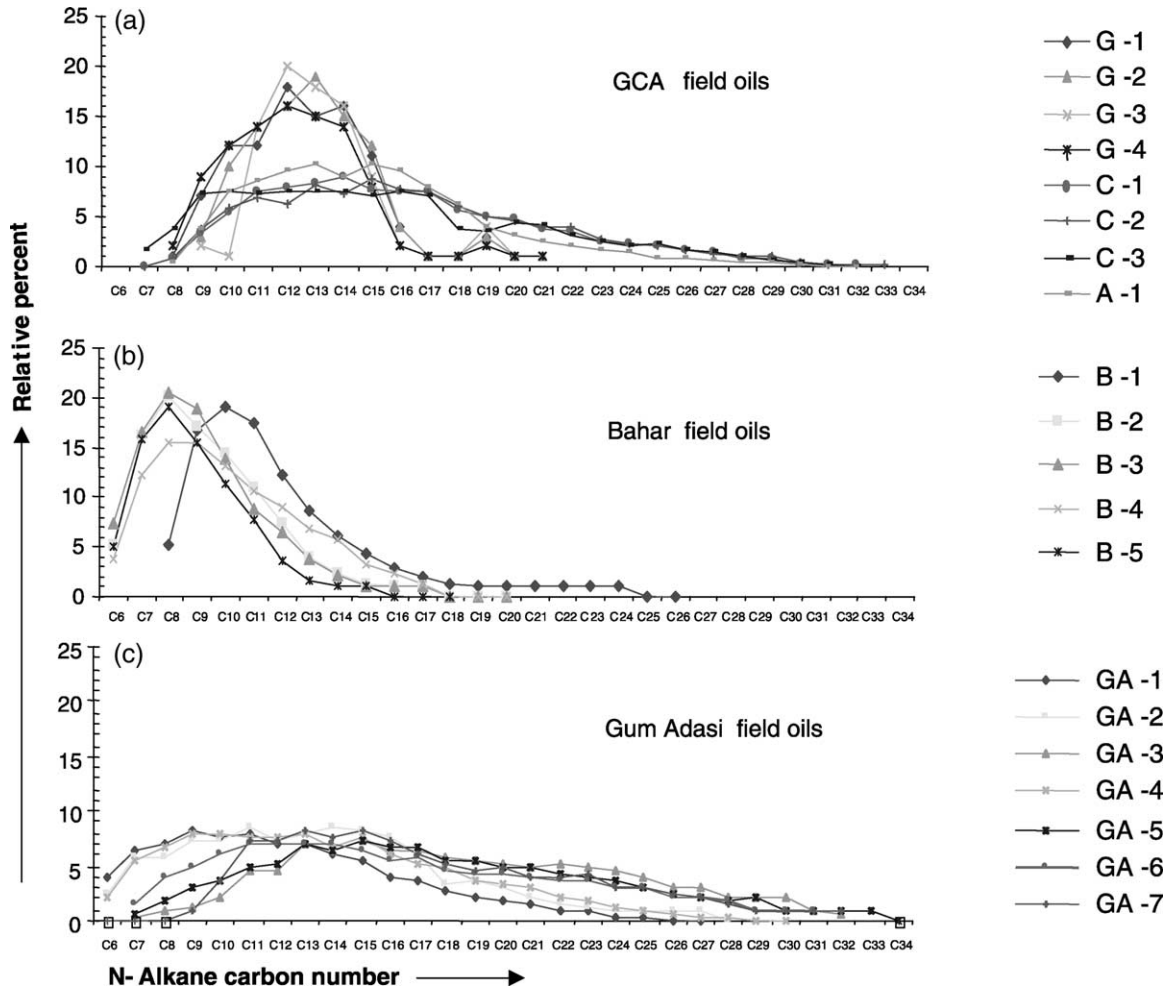 (a)
GCA field oils
25
20
15
10
5
0
C6 C7 C8 C9 C10 C11 C12 C13 C14 C15 C16 C17 C18 C19 C20 C21 C22 C23 C24 C25 C26 C27 C28 C29 C30 C31 C32 C33 C34
G -1
G -2
G -3
G -4
C -1
C -2
C -3
A -1
Relative percent
(b)
Bahar field oils
25
20
15
10
5
0
C6 C7 C8 C9 C10 C11 C12 C13 C14 C15 C16 C17 C18 C19 C20 C21 C22 C23 C24 C25 C26 C27 C28 C29 C30 C31 C32 C33 C34
B -1
B -2
B -3
B -4
B -5
(c)
Gum Adasi field oils
25
20
15
10
5
0
C6 C7 C8 C9 C10 C11 C12 C13 C14 C15 C16 C17 C18 C19 C20 C21 C22 C23 C24 C25 C26 C27 C28 C29 C30 C31 C32 C33 C34
GA -1
GA -2
GA -3
GA -4
GA -5
GA -6
GA -7
N- Alkane carbon number